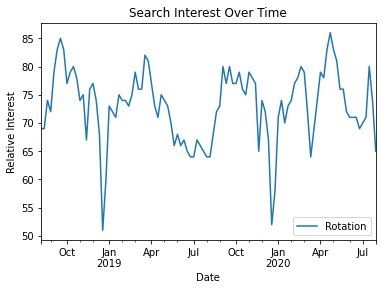 Search Interest Over Time
Relative Interest
85
80
75
70
65
60
55
50
Rotation
Oct Jan Apr Jul Oct Jan Apr Jul
2019 2020
Date